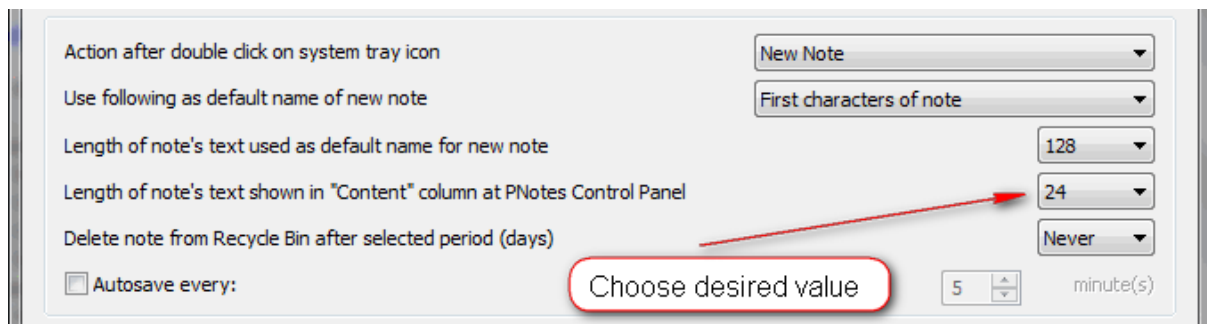 Action after double click on system tray icon New Note
Use following as default name of new note First characters of note
Length of note's text used as default name for new note 128
Length of note's text shown in "Content" column at PNotes Control Panel 24
Delete note from Recycle Bin after selected period (days) Never
Autosave every: 5 minute(s)
Choose desired value